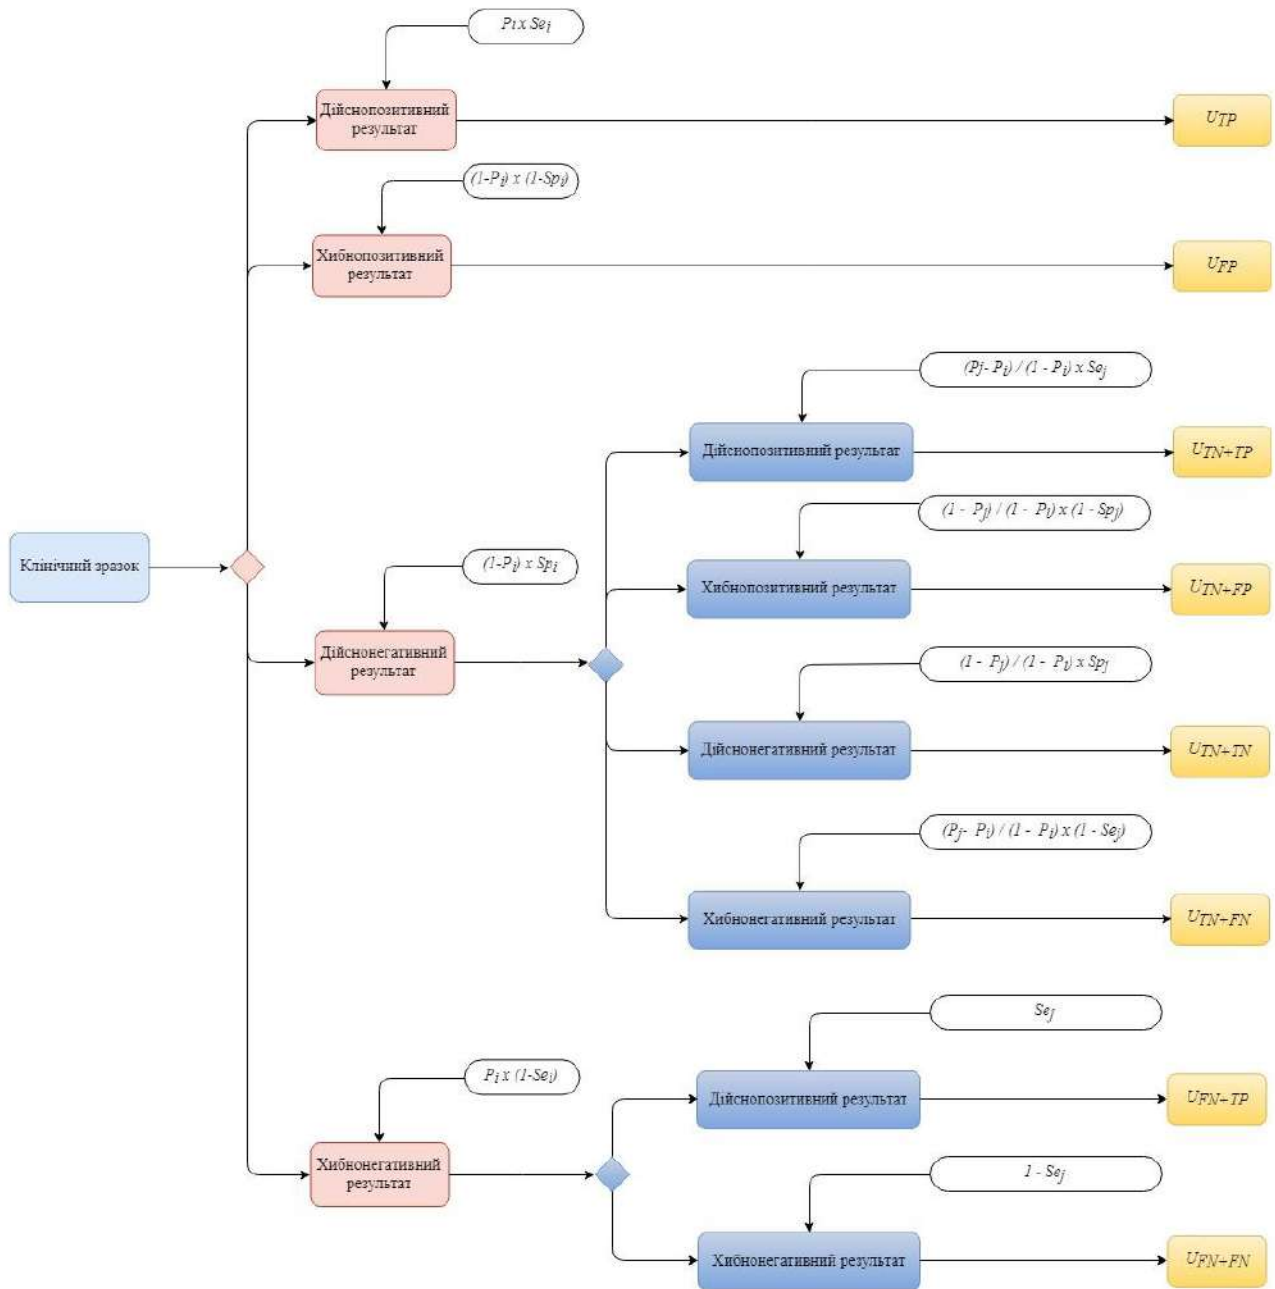 Pi x Sei
Дійснопозитивний
результат
UTP
(1-Pi) x (1-Spi)
Хибнопозитивний
результат
UFP
(Pj- Pi) / (1 - Pi) x Sej
Дійснопозитивний результат
UTN+TP
(1 - Pj) / (1 - Pi) x (1 - Spj)
Хибнопозитивний результат
UTN+FP
Клінічний зразок
(1-Pi) x Spi
Дійснонегативний
результат
(1 - Pj) / (1 - Pi) x Spj
Дійснонегативний результат
UTN+TN
(Pj- Pi) / (1 - Pi) x (1 - Sej)
Хибнонегативний результат
UTN+FN
Pi x (1-Sei)
Хибнонегативний
результат
Sej
Дійснопозитивний результат
UFN+TP
1 - Sej
Хибнонегативний результат
UFN+FN